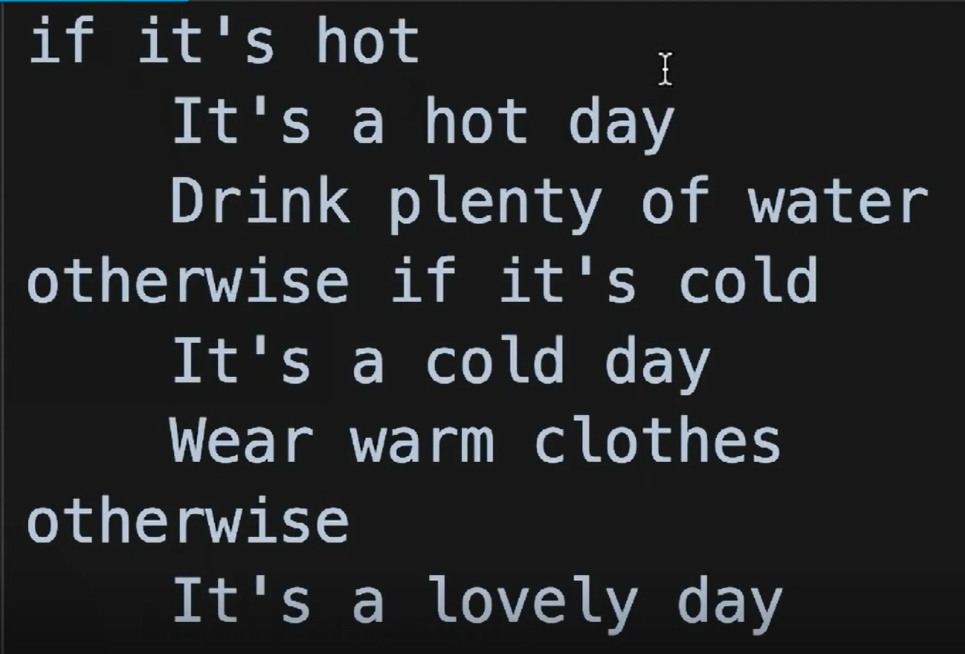 if it's hot
It's a hot day
Drink plenty of water
otherwise if it's cold
It's a cold day
Wear warm clothes
otherwise
It's a lovely day